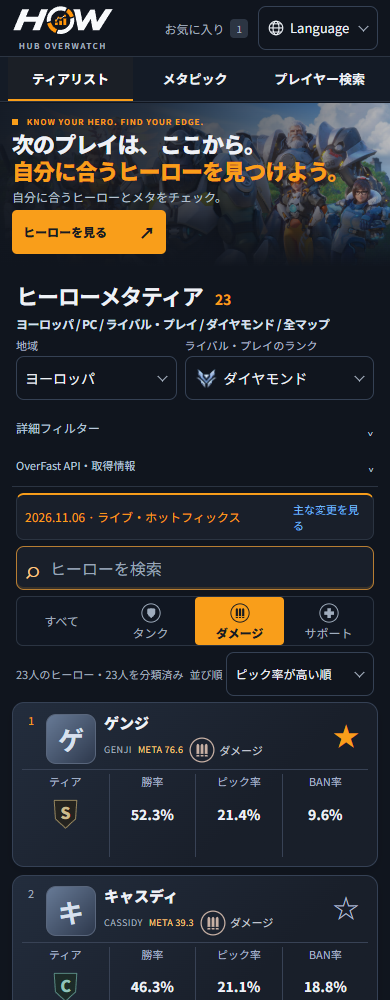 HOW
HUB OVERWATCH
お気に入り 1
Language
ティアリスト メタピック プレイヤー検索
KNOW YOUR HERO. FIND YOUR EDGE.
次のプレイは、ここから。
自分に合うヒーローを見つけよう。
自分に合うヒーローとメタをチェック。
ヒーローを見る ↗
ヒーローメタティア 23
ヨーロッパ / PC / ライバル・プレイ / ダイヤモンド / 全マップ
地域 ライバル・プレイのランク
ヨーロッパ ダイヤモンド
詳細フィルター
OverFast API・取得情報
2026.11.06 · ライブ・ホットフィックス 主な変更を見
る
ヒーローを検索
すべて タンク ダメージ サポート
23人のヒーロー・23人を分類済み 並び順 ピック率が高い順
1 ゲ ゲンジ
GENJI META 76.6 ダメージ
★
ティア 勝率 ピック率 BAN率
S 52.3% 21.4% 9.6%
2 キ キャスディ
CASSIDY META 39.3 ダメージ
☆
ティア 勝率 ピック率 BAN率
C 46.3% 21.1% 18.8%